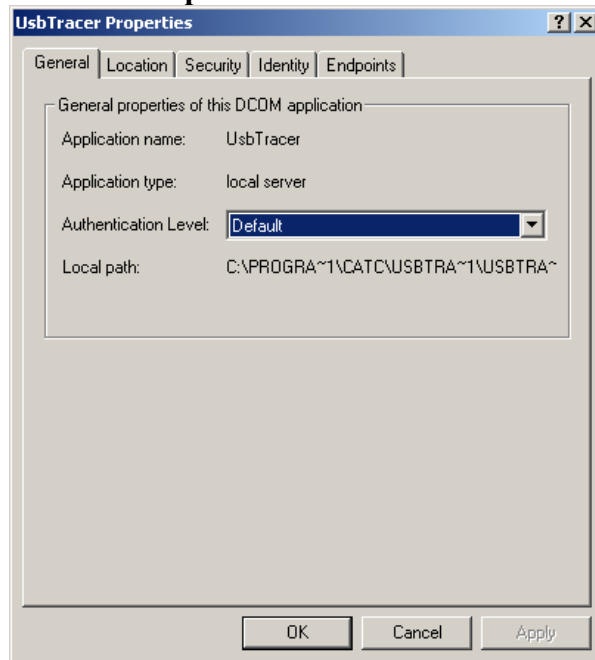 UsbTracer Properties
General Location Security Identity Endpoints
General properties of this DCOM application
Application name: UsbTracer
Application type: local server
Authentication Level: Default
Local path: C:\PROGRA~1\CATC\USBTRA~1\USBTRA~
OK Cancel Apply